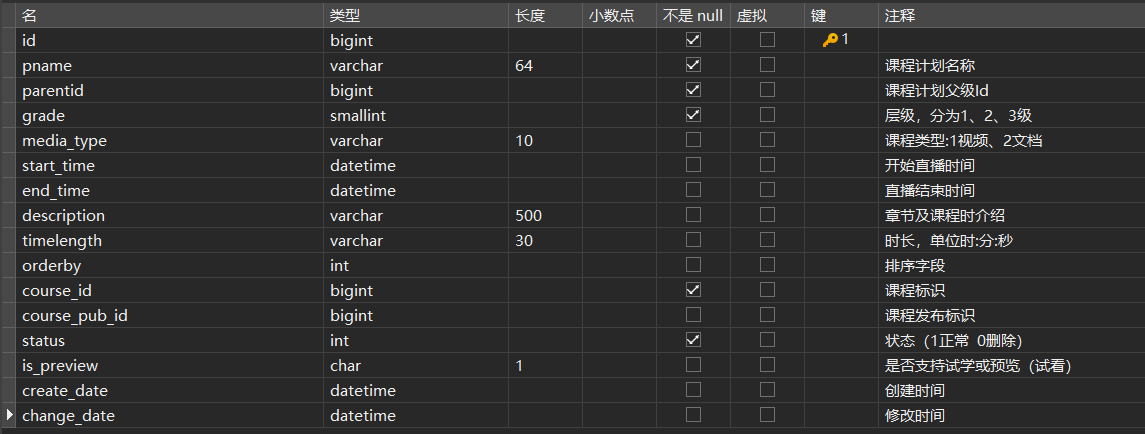 名 类型 长度 小数点 不是 null 虚拟 键 注释
id bigint 1
pname varchar 64 课程计划名称
parentid bigint 课程计划父级Id
grade smallint 层级，分为1、2、3级
media_type varchar 10 课程类型:1视频、2文档
start_time datetime 开始直播时间
end_time datetime 直播结束时间
description varchar 500 章节及课程时介绍
timelength varchar 30 时长，单位时:分:秒
orderby int 排序字段
course_id bigint 课程标识
course_pub_id bigint 课程发布标识
status int 状态（1正常 0删除）
is_preview char 1 是否支持试学或预览（试看）
create_date datetime 创建时间
change_date datetime 修改时间